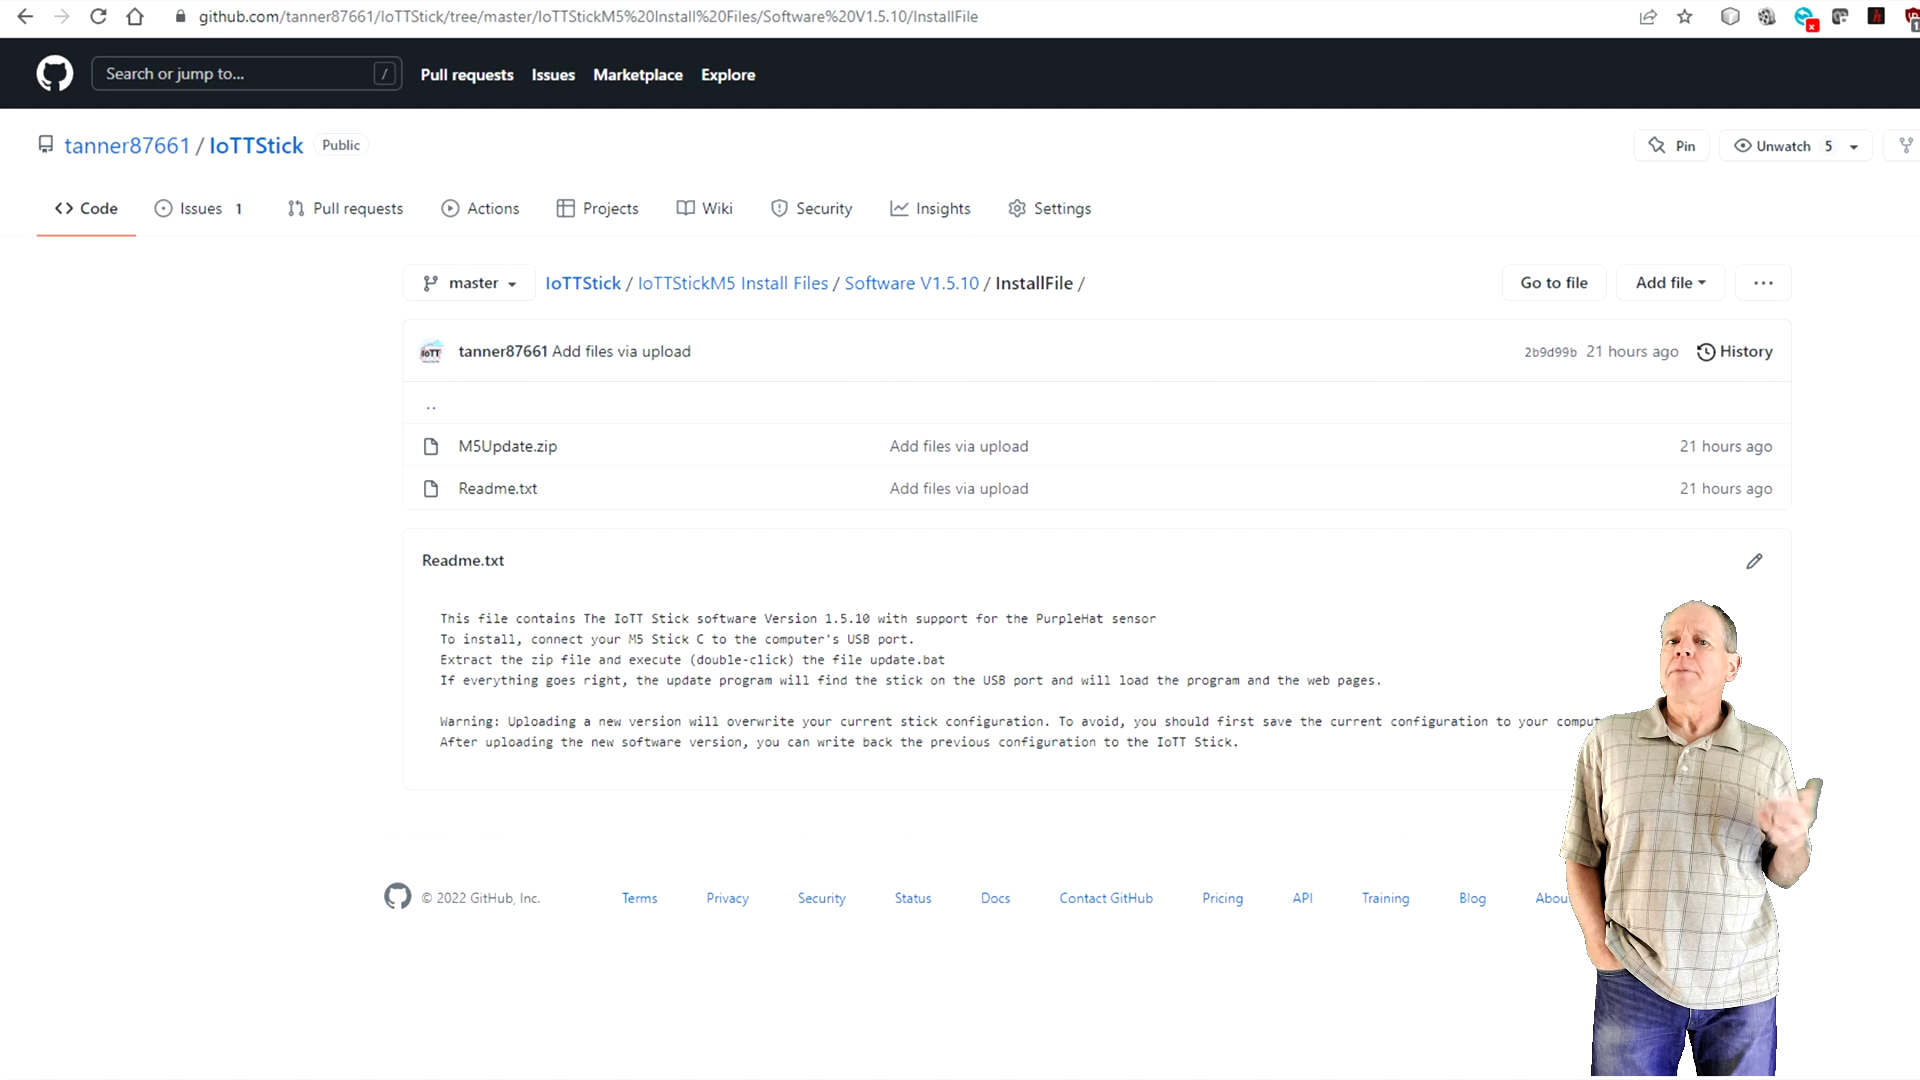 github.com/tanner87661/IoTTStick/tree/master/IoTTStickM5%20Install%20Files/Software%20V1.5.10/InstallFile
Search or jump to... /
Pull requests Issues Marketplace Explore
tanner87661 / IoTTStick Public
Pin Unwatch 5
Code Issues 1 Pull requests Actions Projects Wiki Security Insights Settings
master IoTTStick / IoTTStickM5 Install Files / Software V1.5.10 / InstallFile / Go to file Add file ...
IoTT tanner87661 Add files via upload 2b9d99b 21 hours ago History
..
M5Update.zip Add files via upload 21 hours ago
Readme.txt Add files via upload 21 hours ago
Readme.txt
This file contains The IoTT Stick software Version 1.5.10 with support for the PurpleHat sensor
To install, connect your M5 Stick C to the computer's USB port.
Extract the zip file and execute (double-click) the file update.bat
If everything goes right, the update program will find the stick on the USB port and will load the program and the web pages.
Warning: Uploading a new version will overwrite your current stick configuration. To avoid, you should first save the current configuration to your comput
After uploading the new software version, you can write back the previous configuration to the IoTT Stick.
© 2022 GitHub, Inc. Terms Privacy Security Status Docs Contact GitHub Pricing API Training Blog Abou